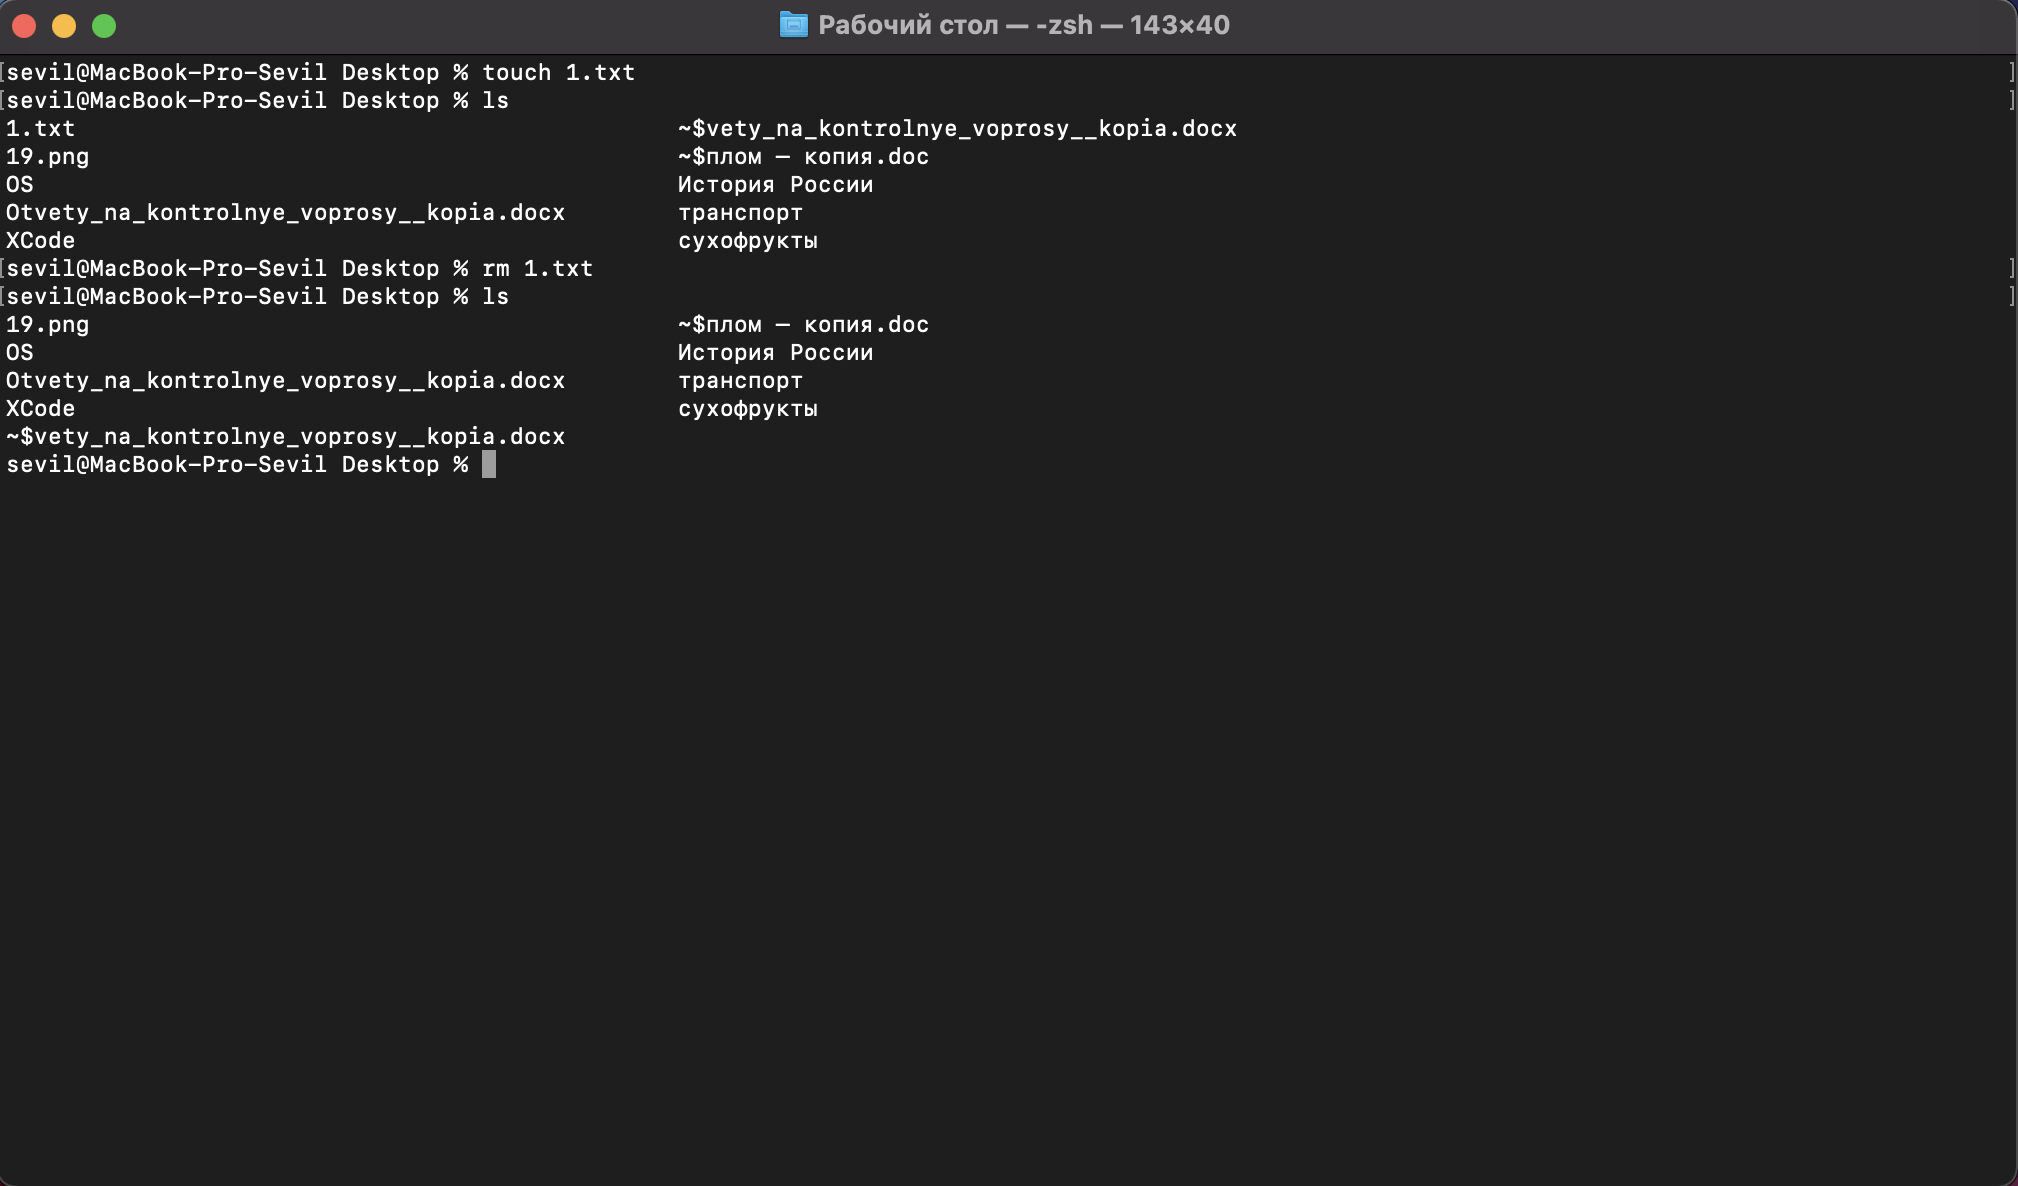 Рабочий стол — -zsh — 143×40
[sevil@MacBook-Pro-Sevil Desktop % touch 1.txt ]
[sevil@MacBook-Pro-Sevil Desktop % ls ]
1.txt ~$vety_na_kontrolnye_voprosy__kopia.docx
19.png ~$плом — копия.doc
OS История России
Otvety_na_kontrolnye_voprosy__kopia.docx транспорт
XCode сухофрукты
[sevil@MacBook-Pro-Sevil Desktop % rm 1.txt ]
[sevil@MacBook-Pro-Sevil Desktop % ls ]
19.png ~$плом — копия.doc
OS История России
Otvety_na_kontrolnye_voprosy__kopia.docx транспорт
XCode сухофрукты
~$vety_na_kontrolnye_voprosy__kopia.docx
sevil@MacBook-Pro-Sevil Desktop %